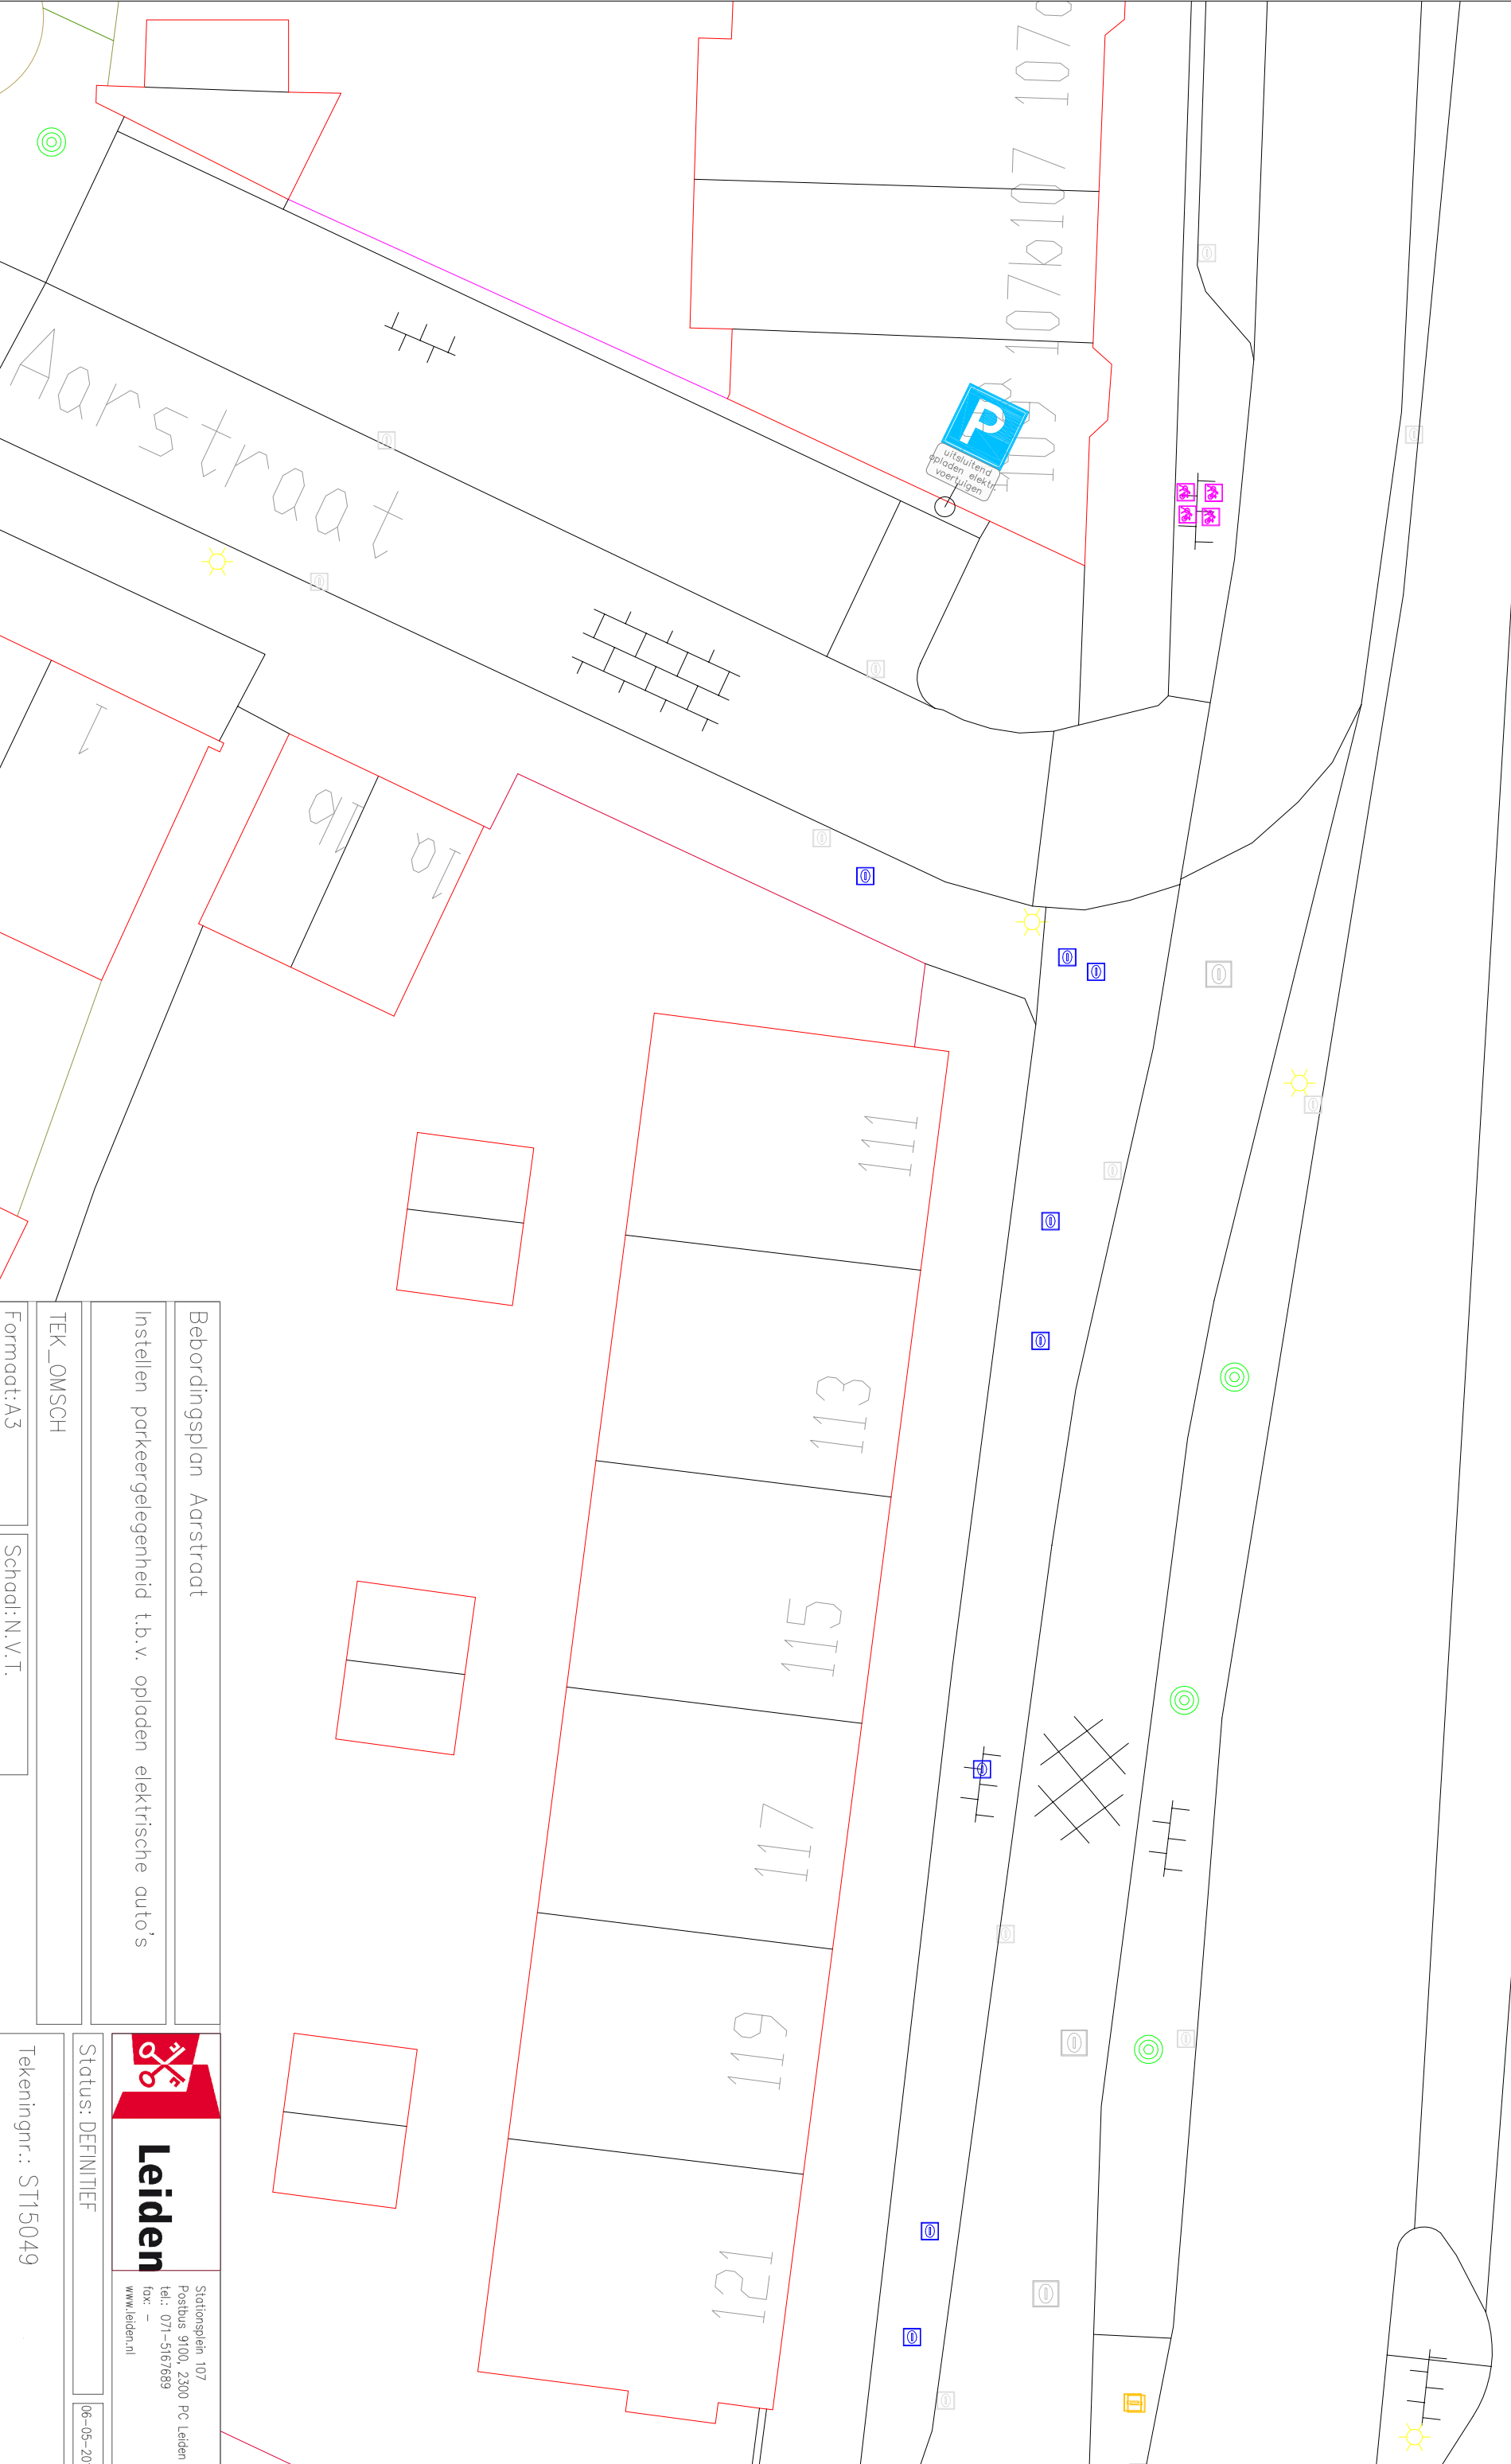 Aarstraat
107d
107
107b
uitsluitend
opladen elektr.
voertuigen
1
1b
1a
111
113
115
117
119
121
Bebordingsplan Aarstraat
Instellen parkeergelegenheid t.b.v. opladen elektrische auto's
TEK_OMSCH
Formaat:A3
Schaal:N.V.T.
Leiden
Stationsplein 107
Postbus 9100, 2300 PC Leiden
tel.: 071-5167689
fax: -
www.leiden.nl
Status: DEFINITIEF
Tekeningnr.: ST15049
P